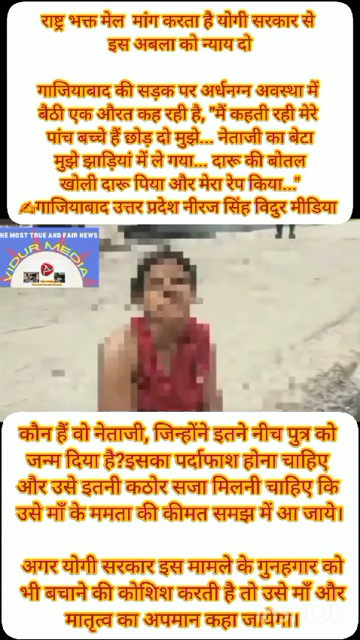 राष्ट्र भक्त मेल  मांग करता है योगी सरकार से
इस अबला को न्याय दो
गाजियाबाद की सड़क पर अर्धनग्न अवस्था में
बैठी एक औरत कह रही है, "मैं कहती रही मेरे
पांच बच्चे हैं छोड़ दो मुझे... नेताजी का बेटा
मुझे झाड़ियां में ले गया... दारू की बोतल
खोली दारू पिया और मेरा रेप किया..."
✍गाजियाबाद उत्तर प्रदेश नीरज सिंह विदुर मीडिया
HE MOST TRUE AND FAIR NEWS
VIDUR MEDIA
कौन हैं वो नेताजी, जिन्होंने इतने नीच पुत्र को
जन्म दिया है?इसका पर्दाफाश होना चाहिए
और उसे इतनी कठोर सजा मिलनी चाहिए कि
उसे माँ के ममता की कीमत समझ में आ जाये।
अगर योगी सरकार इस मामले के गुनहगार को
भी बचाने की कोशिश करती है तो उसे माँ और
मातृत्व का अपमान कहा जायेगा।